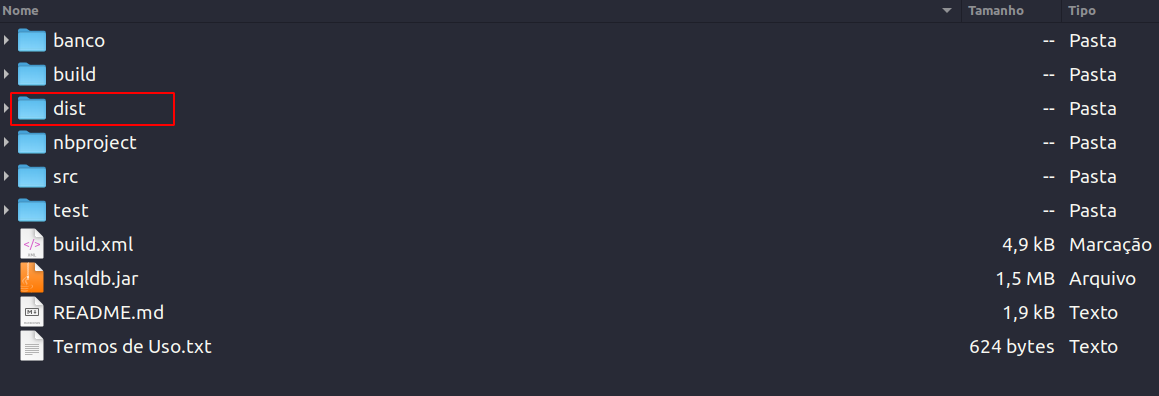 Nome Tamanho Tipo
banco -- Pasta
build -- Pasta
dist -- Pasta
nbproject -- Pasta
src -- Pasta
test -- Pasta
build.xml 4,9 kB Marcação
hsqldb.jar 1,5 MB Arquivo
README.md 1,9 kB Texto
Termos de Uso.txt 624 bytes Texto